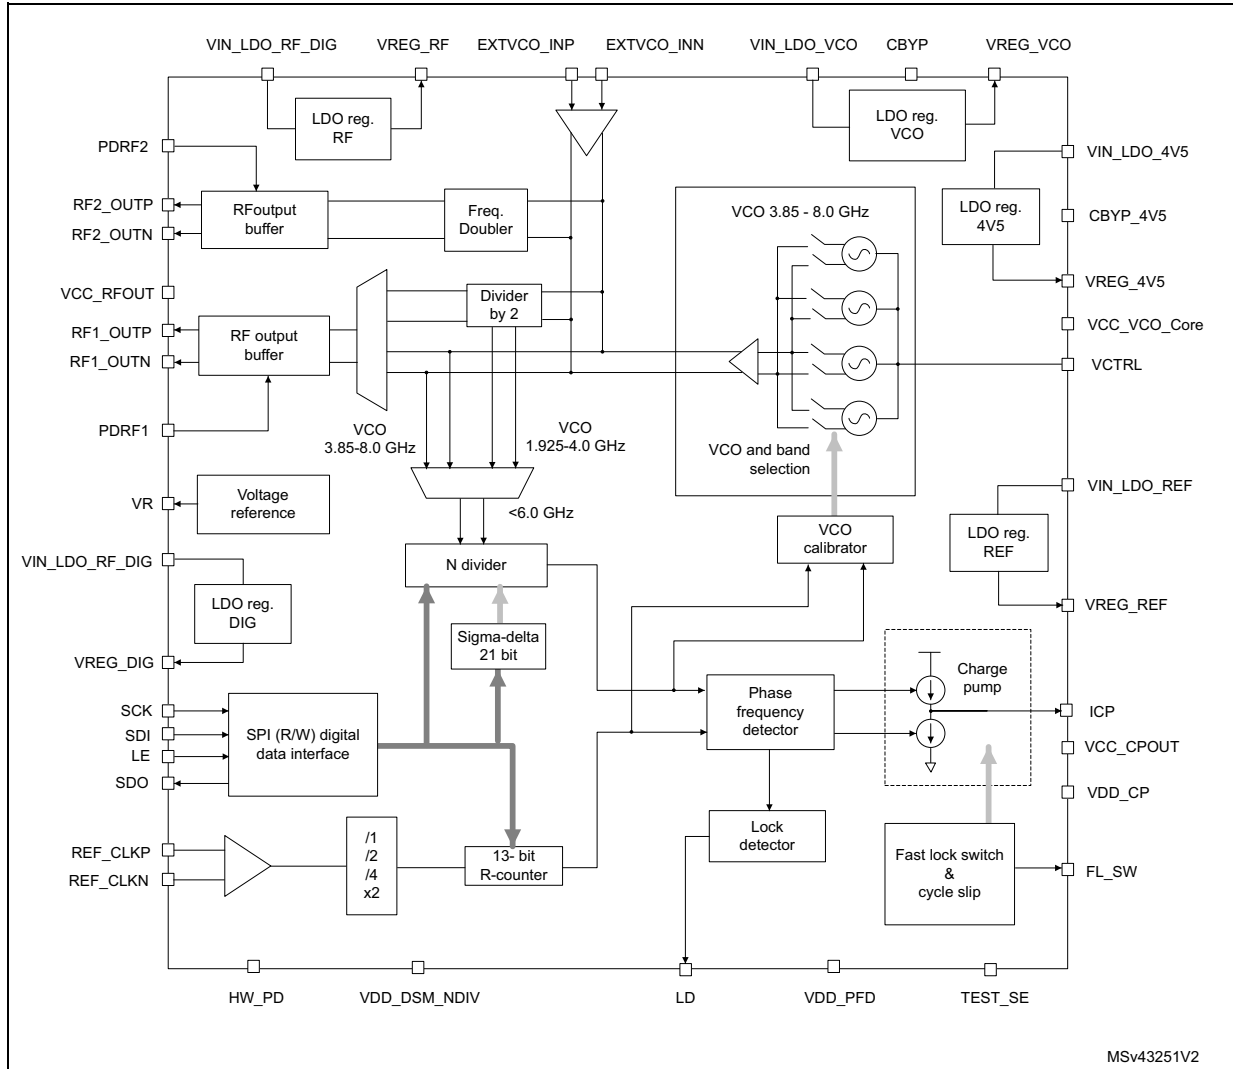 VIN_LDO_RF_DIG
VREG_RF
EXTVCO_INP
EXTVCO_INN
VIN_LDO_VCO
CBYP
VREG_VCO
LDO reg.
RF
LDO reg.
VCO
PDRF2
RF2_OUTP
RF2_OUTN
RFoutput
buffer
Freq.
Doubler
VCO 3.85 - 8.0 GHz
VIN_LDO_4V5
LDO reg.
4V5
CBYP_4V5
VREG_4V5
VCC_RFOUT
RF1_OUTP
RF1_OUTN
RF output
buffer
Divider
by 2
VCC_VCO_Core
VCTRL
PDRF1
VCO
3.85-8.0 GHz
VCO
1.925-4.0 GHz
VCO and band
selection
VR
Voltage
reference
<6.0 GHz
VIN_LDO_REF
LDO reg.
REF
VREG_REF
VCO
calibrator
VIN_LDO_RF_DIG
LDO reg.
DIG
VREG_DIG
N divider
Sigma-delta
21 bit
SCK
SDI
LE
SDO
SPI (R/W) digital
data interface
Phase
frequency
detector
Charge
pump
ICP
VCC_CPOUT
VDD_CP
REF_CLKP
REF_CLKN
/1
/2
/4
x2
13- bit
R-counter
Lock
detector
Fast lock switch
&
cycle slip
FL_SW
HW_PD
VDD_DSM_NDIV
LD
VDD_PFD
TEST_SE
MSv43251V2